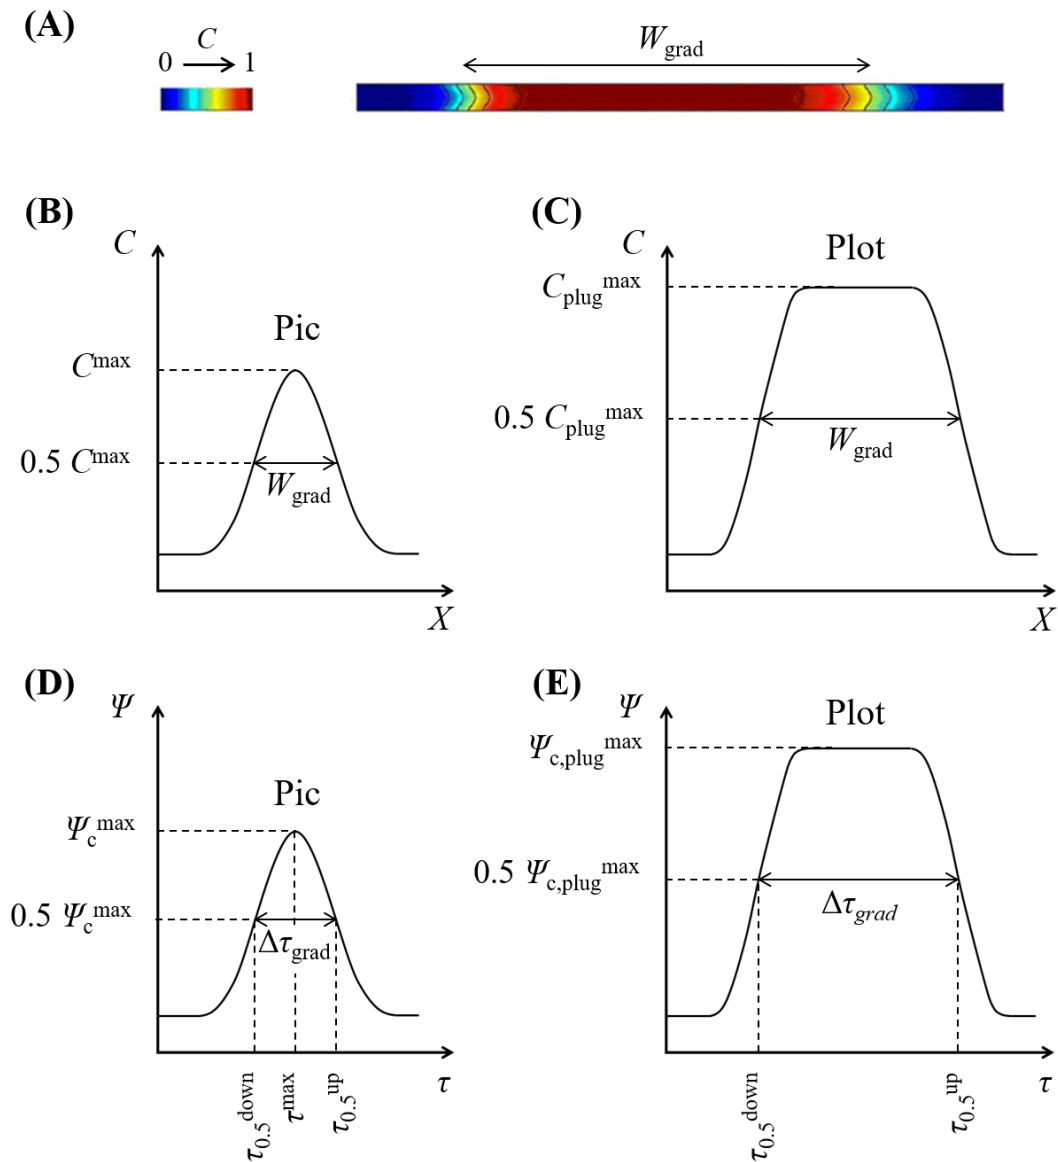 (A)
C
0 1
W_grad
(B)
C
Pic
C^max
0.5 C^max
W_grad
X
(C)
C
Plot
C_plug^max
0.5 C_plug^max
W_grad
X
(D)
Ψ
Pic
Ψ_c^max
0.5 Ψ_c^max
Δτ_grad
τ
τ_0.5^down
τ^max
τ_0.5^up
(E)
Ψ
Plot
Ψ_c,plug^max
0.5 Ψ_c,plug^max
Δτ_grad
τ
τ_0.5^down
τ_0.5^up